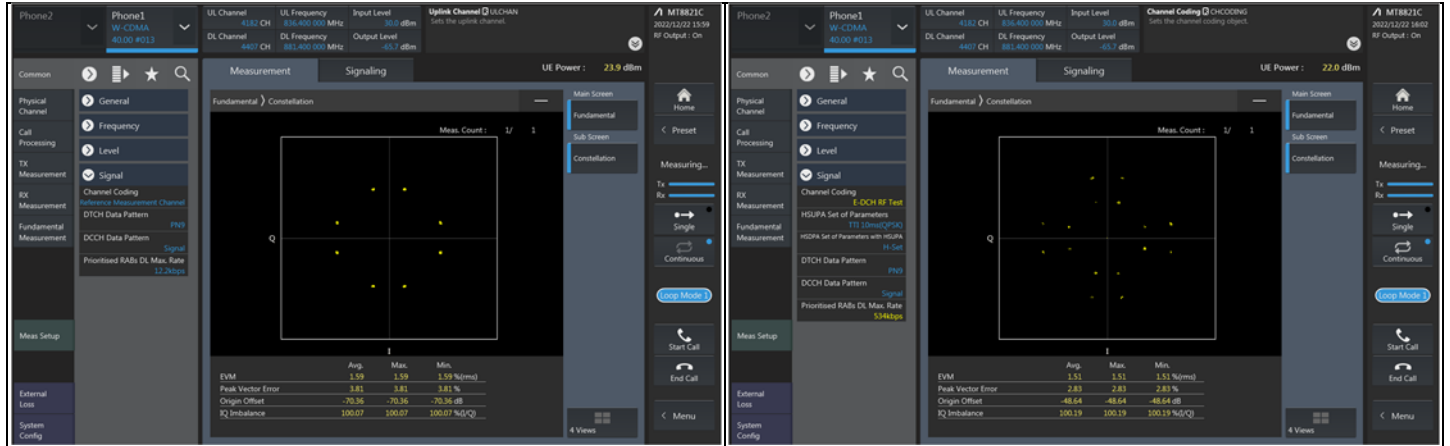 Phone2
Phone1
W-CDMA
40.00 #013
UL Channel
4182 CH
UL Frequency
836.400 000 MHz
Input Level
30.0 dBm
DL Channel
4407 CH
DL Frequency
881.400 000 MHz
Output Level
-65.7 dBm
Uplink Channel ULCHAN
Sets the uplink channel.
MT8821C
2022/12/22 15:59
RF Output : On
Common
Measurement
Signaling
UE Power : 23.9 dBm
Physical
Channel
Call
Processing
TX
Measurement
RX
Measurement
Fundamental
Measurement
Meas Setup
External
Loss
System
Config
General
Frequency
Level
Signal
Channel Coding
Reference Measurement Channel
DTCH Data Pattern
PN9
DCCH Data Pattern
Signal
Prioritised RABs DL Max. Rate
12.2kbps
Fundamental ⟩ Constellation
Meas. Count : 1/ 1
Q
I
Avg. Max. Min.
EVM 1.59 1.59 1.59 %(rms)
Peak Vector Error 3.81 3.81 3.81 %
Origin Offset -70.36 -70.36 -70.36 dB
IQ Imbalance 100.07 100.07 100.07 %(I/Q)
Main Screen
Fundamental
Sub Screen
Constellation
4 Views
Home
< Preset
Measuring...
Tx
Rx
Single
Continuous
Loop Mode 1
Start Call
End Call
< Menu
Phone2
Phone1
W-CDMA
40.00 #013
UL Channel
4182 CH
UL Frequency
836.400 000 MHz
Input Level
30.0 dBm
DL Channel
4407 CH
DL Frequency
881.400 000 MHz
Output Level
-65.7 dBm
Channel Coding CHCODING
Sets the channel coding object.
MT8821C
2022/12/22 16:02
RF Output : On
Common
Measurement
Signaling
UE Power : 22.0 dBm
Physical
Channel
Call
Processing
TX
Measurement
RX
Measurement
Fundamental
Measurement
Meas Setup
External
Loss
System
Config
General
Frequency
Level
Signal
Channel Coding
E-DCH RF Test
HSUPA Set of Parameters
TTI 10ms(QPSK)
HSDPA Set of Parameters with HSUPA
H-Set
DTCH Data Pattern
PN9
DCCH Data Pattern
Signal
Prioritised RABs DL Max. Rate
534kbps
Fundamental ⟩ Constellation
Meas. Count : 1/ 1
Q
I
Avg. Max. Min.
EVM 1.51 1.51 1.51 %(rms)
Peak Vector Error 2.83 2.83 2.83 %
Origin Offset -48.64 -48.64 -48.64 dB
IQ Imbalance 100.19 100.19 100.19 %(I/Q)
Main Screen
Fundamental
Sub Screen
Constellation
4 Views
Home
< Preset
Measuring...
Tx
Rx
Single
Continuous
Loop Mode 1
Start Call
End Call
< Menu